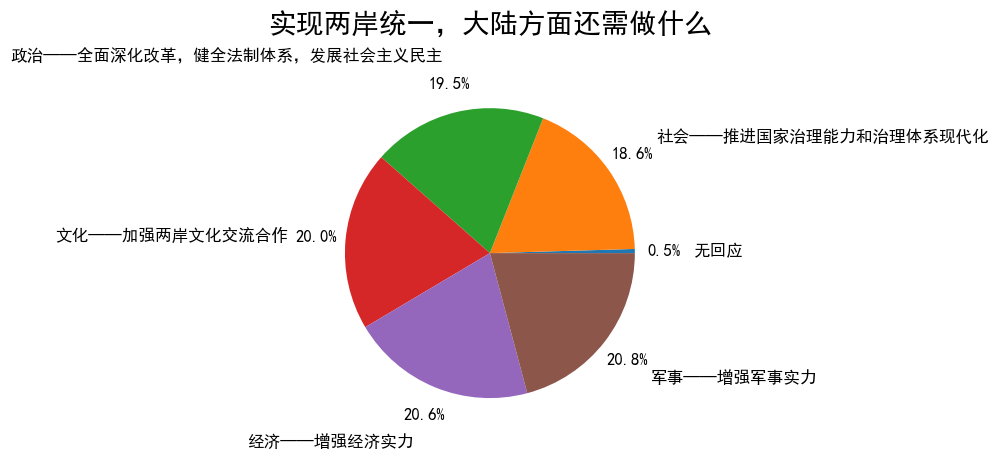 实现两岸统一，大陆方面还需做什么
政治——全面深化改革，健全法制体系，发展社会主义民主
19.5%
社会——推进国家治理能力和治理体系现代化
18.6%
文化——加强两岸文化交流合作
20.0%
0.5%
无回应
20.8%
军事——增强军事实力
20.6%
经济——增强经济实力